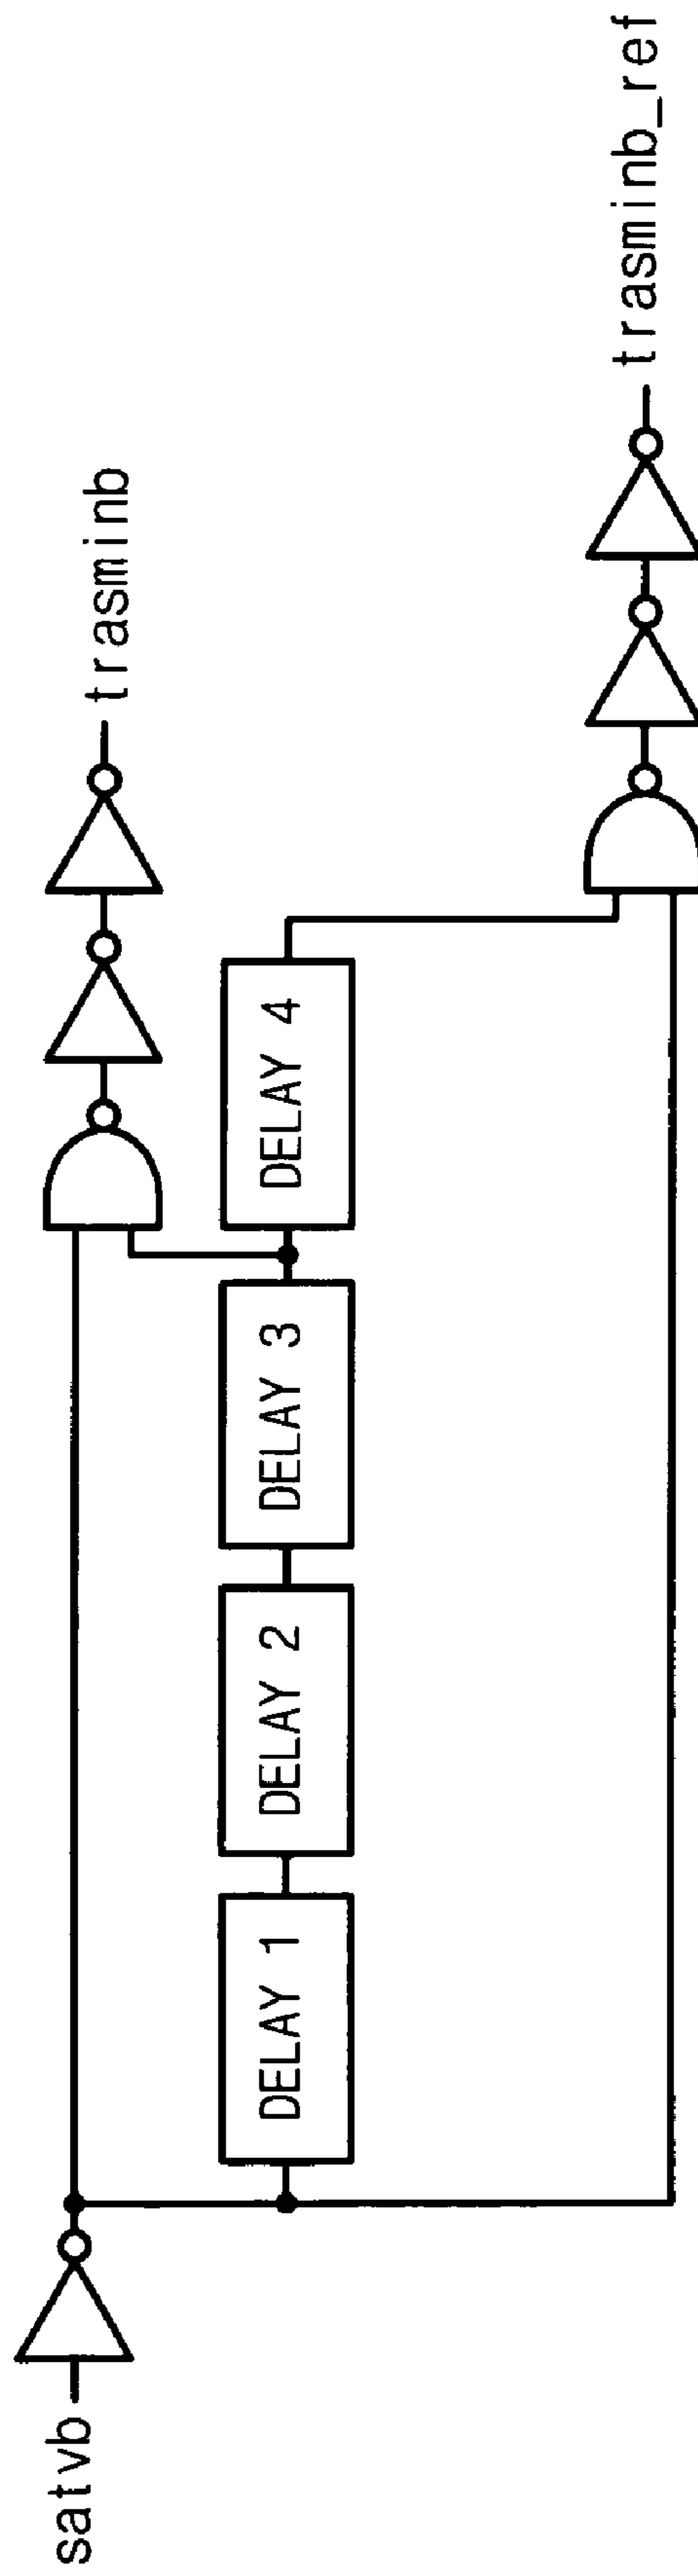 satvb
DELAY 1
DELAY 2
DELAY 3
DELAY 4
trasminb
trasminb_ref